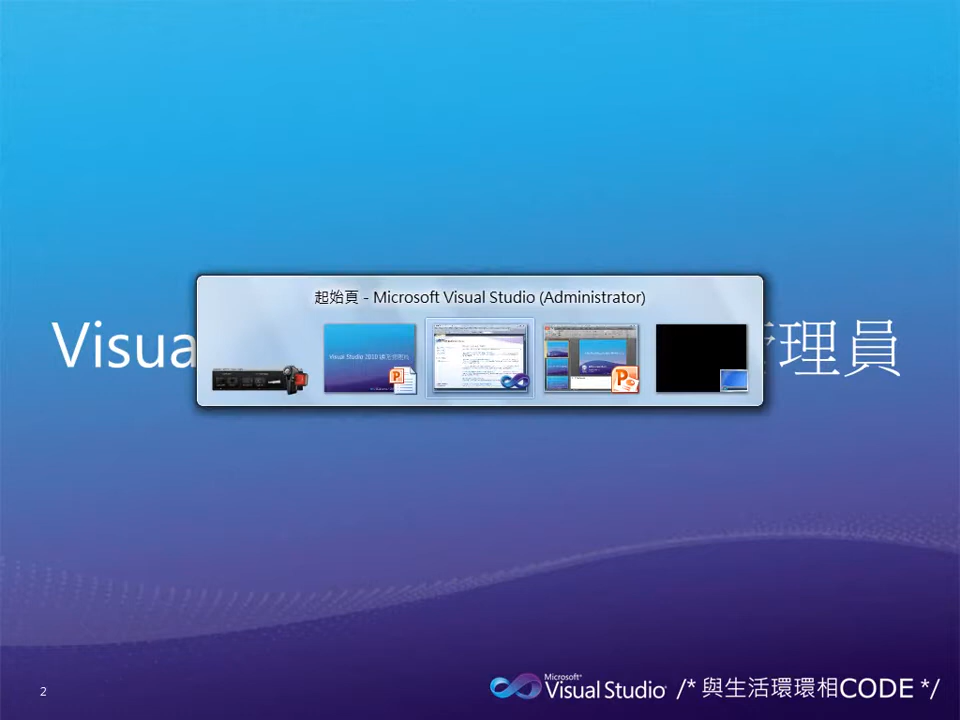 起始頁 - Microsoft Visual Studio (Administrator)
Visua
理員
2
Microsoft®
Visual Studio /* 與生活環環相CODE */